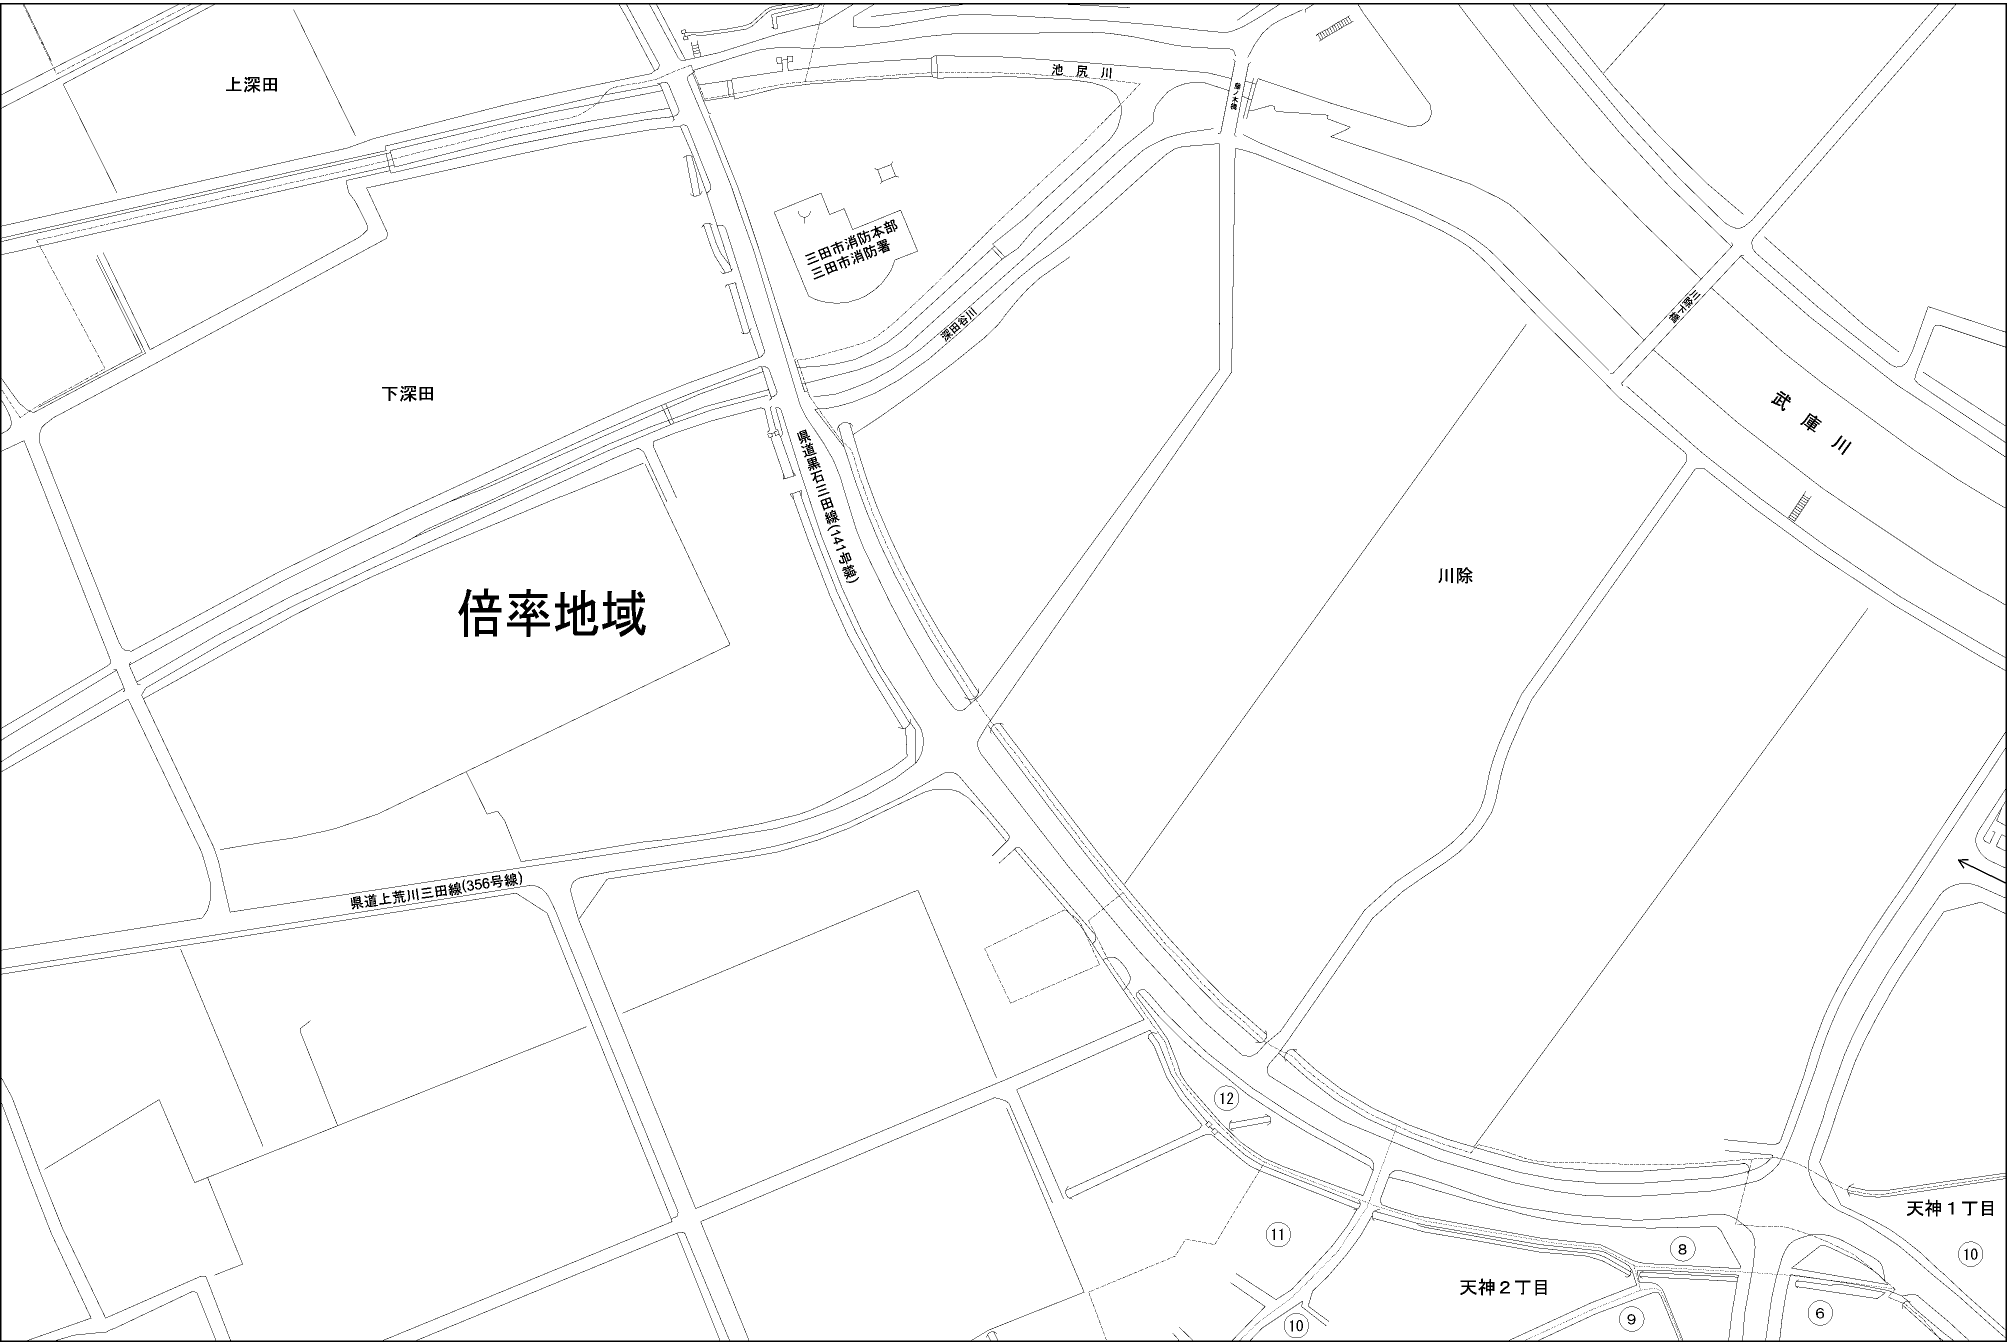 上深田
池尻川
三田市消防本部
三田市消防署
深田谷川
川除下橋
下深田
武庫川
県道黒石三田線(141号線)
川除
倍率地域
県道上荒川三田線(356号線)
⑫
天神1丁目
⑪
⑧
⑩
天神2丁目
⑥
⑨
⑩